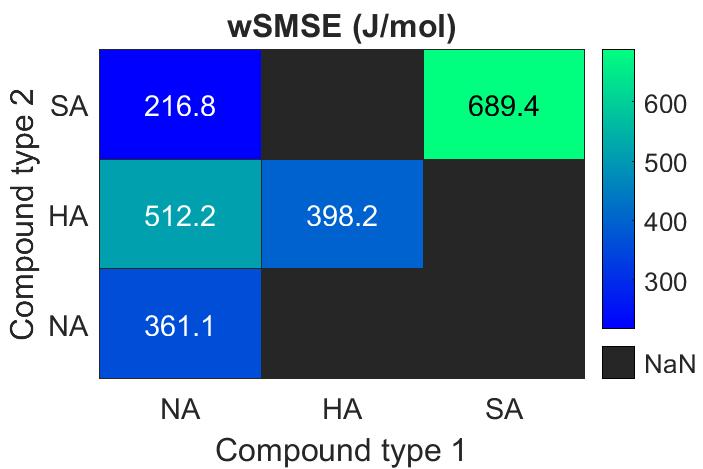 wSMSE (J/mol)
Compound type 2
SA
216.8
689.4
HA
512.2
398.2
NA
361.1
NA
HA
SA
Compound type 1
600
500
400
300
NaN